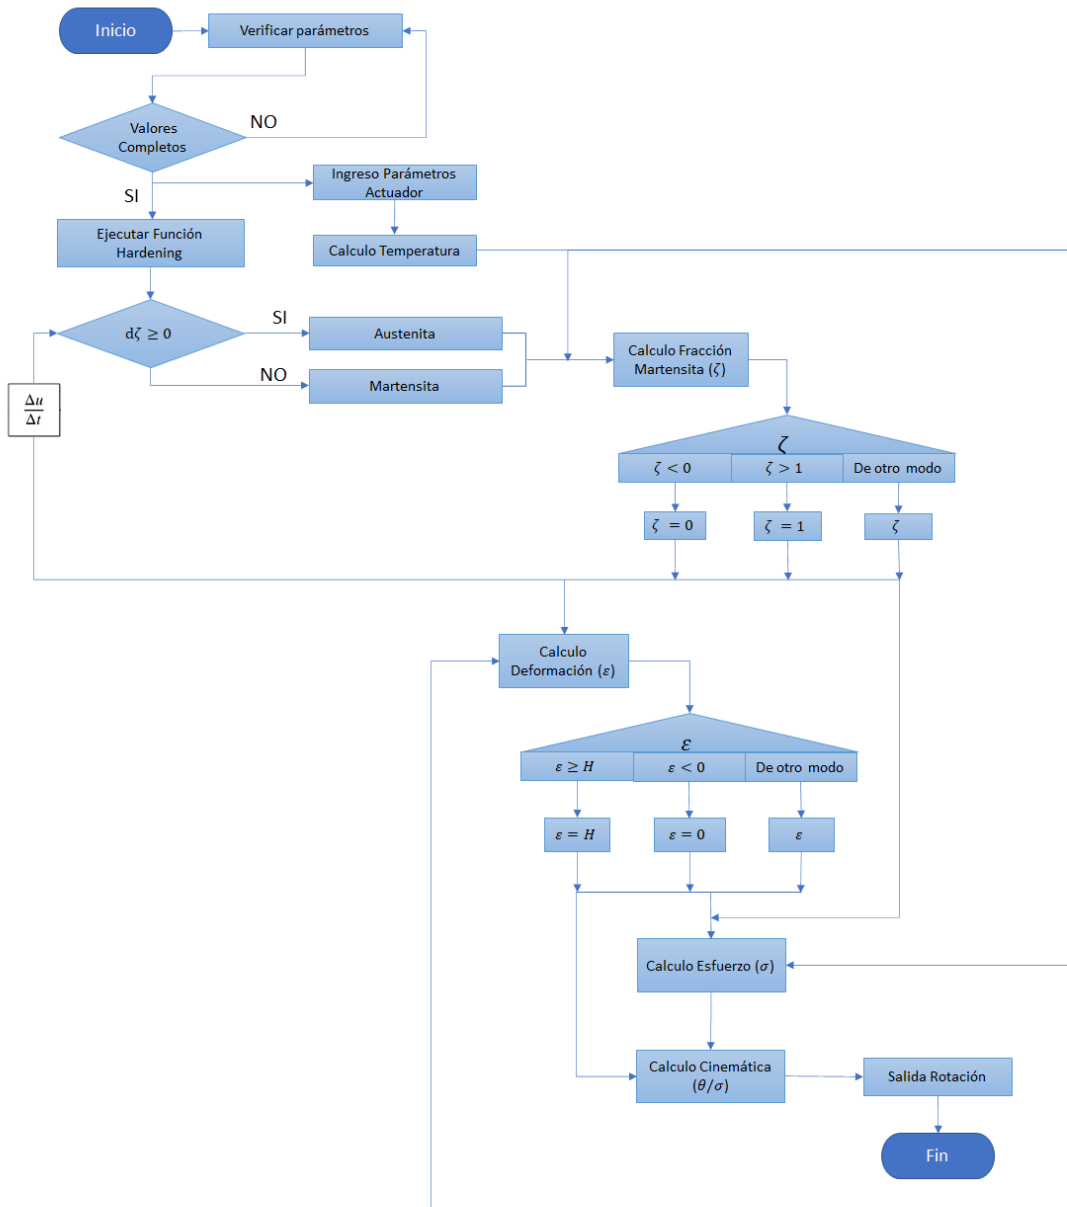 Inicio
Verificar parámetros
Valores
Completos
NO
SI
Ingreso Parámetros
Actuador
Ejecutar Función
Hardening
Calculo Temperatura
dζ ≥ 0
SI
NO
Austenita
Martensita
Calculo Fracción
Martensita (ζ)
Δu
Δt
ζ
ζ < 0
ζ > 1
De otro modo
ζ = 0
ζ = 1
ζ
Calculo
Deformación (ε)
ε
ε ≥ H
ε < 0
De otro modo
ε = H
ε = 0
ε
Calculo Esfuerzo (σ)
Calculo Cinemática
(θ/σ)
Salida Rotación
Fin